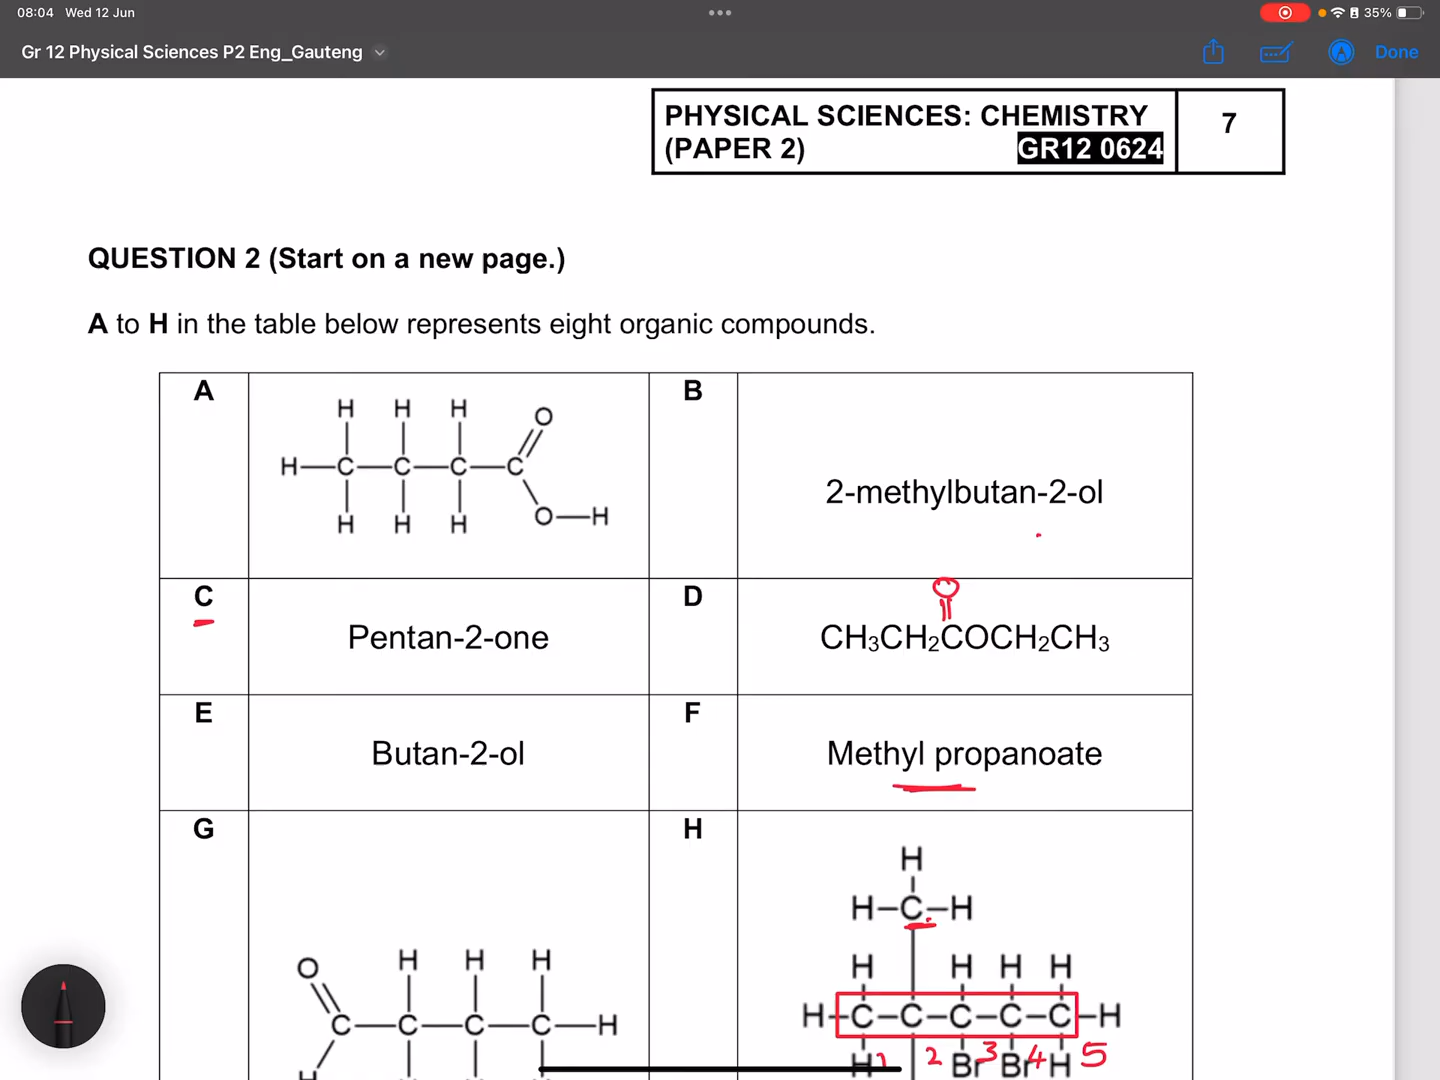 08:04 Wed 12 Jun
35%
Gr 12 Physical Sciences P2 Eng_Gauteng
Done
PHYSICAL SCIENCES: CHEMISTRY
(PAPER 2) GR12 0624
7
QUESTION 2 (Start on a new page.)
A to H in the table below represents eight organic compounds.
A
H H H O
H—C—C—C—C
H H H O—H
B
2-methylbutan-2-ol
C
Pentan-2-one
D
O
CH₃CH₂COCH₂CH₃
E
Butan-2-ol
F
Methyl propanoate
G
O H H H
C—C—C—C—H
H
H
H
H–C–H
H H H H
H–C–C–C–C–C–H
H 1 2 Br 3 Br 4 H 5